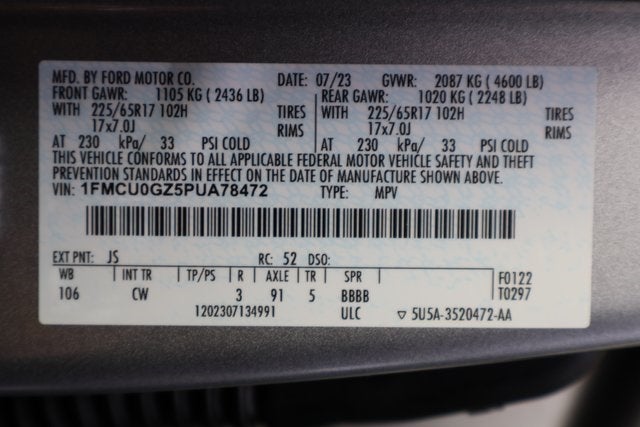 MFD. BY FORD MOTOR CO. DATE: 07/23 GVWR: 2087 KG ( 4600 LB)
FRONT GAWR: 1105 KG ( 2436 LB) REAR GAWR: 1020 KG ( 2248 LB)
WITH 225/65R17 102H TIRES WITH 225/65R17 102H TIRES
17x7.0J RIMS 17x7.0J RIMS
AT 230 kPa/ 33 PSI COLD AT 230 kPa/ 33 PSI COLD
THIS VEHICLE CONFORMS TO ALL APPLICABLE FEDERAL MOTOR VEHICLE SAFETY AND THEFT
PREVENTION STANDARDS IN EFFECT ON THE DATE OF MANUFACTURE SHOWN ABOVE.
VIN: 1FMCU0GZ5PUA78472 TYPE: MPV
EXT PNT: JS RC: 52 DSO:
WB INT TR TP/PS R AXLE TR SPR F0122
106 CW 3 91 5 BBBB T0297
1202307134991 ULC ▽ 5U5A-3520472-AA